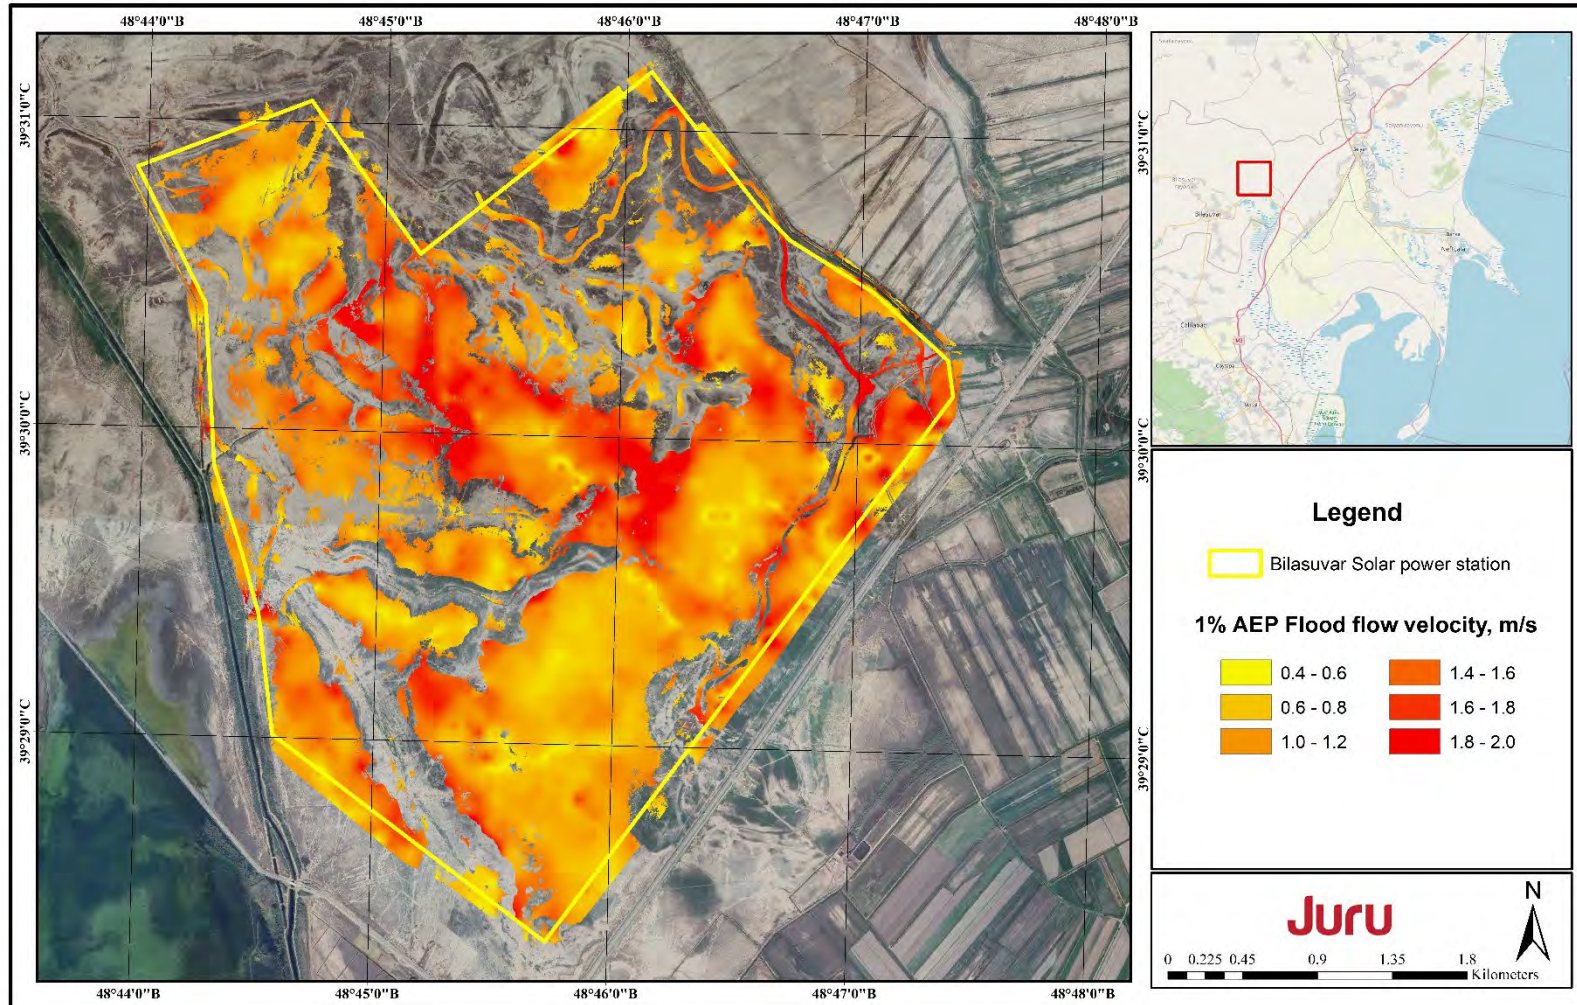 48°44'0"B 48°45'0"B 48°46'0"B 48°47'0"B 48°48'0"B
39°31'0"C
39°31'0"C
39°30'0"C
39°30'0"C
39°29'0"C
39°29'0"C
48°44'0"B 48°45'0"B 48°46'0"B 48°47'0"B 48°48'0"B
Biləsuvar
Neftçala
Legend
Bilasuvar Solar power station
1% AEP Flood flow velocity, m/s
0.4 - 0.6
1.4 - 1.6
0.6 - 0.8
1.6 - 1.8
1.0 - 1.2
1.8 - 2.0
Juru
N
0 0.225 0.45 0.9 1.35 1.8
Kilometers